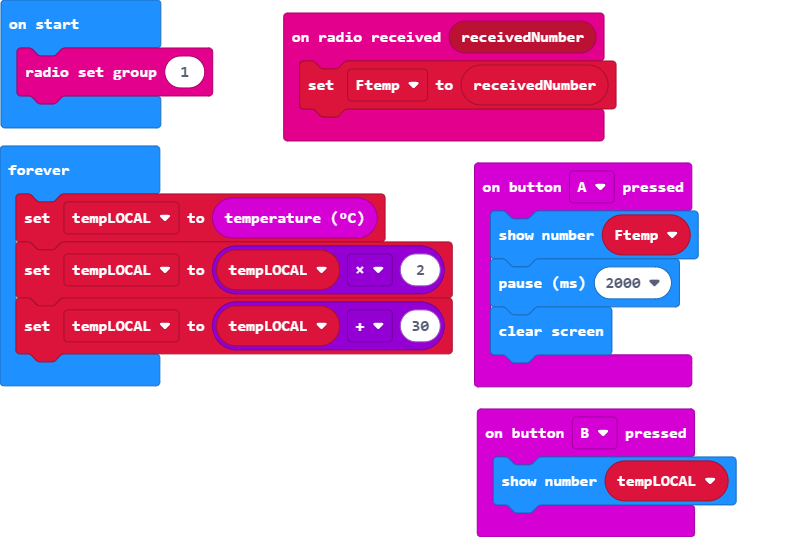 on start
radio set group 1
on radio received receivedNumber
set Ftemp to receivedNumber
forever
set tempLOCAL to temperature (ºC)
set tempLOCAL to tempLOCAL × 2
set tempLOCAL to tempLOCAL + 30
on button A pressed
show number Ftemp
pause (ms) 2000
clear screen
on button B pressed
show number tempLOCAL